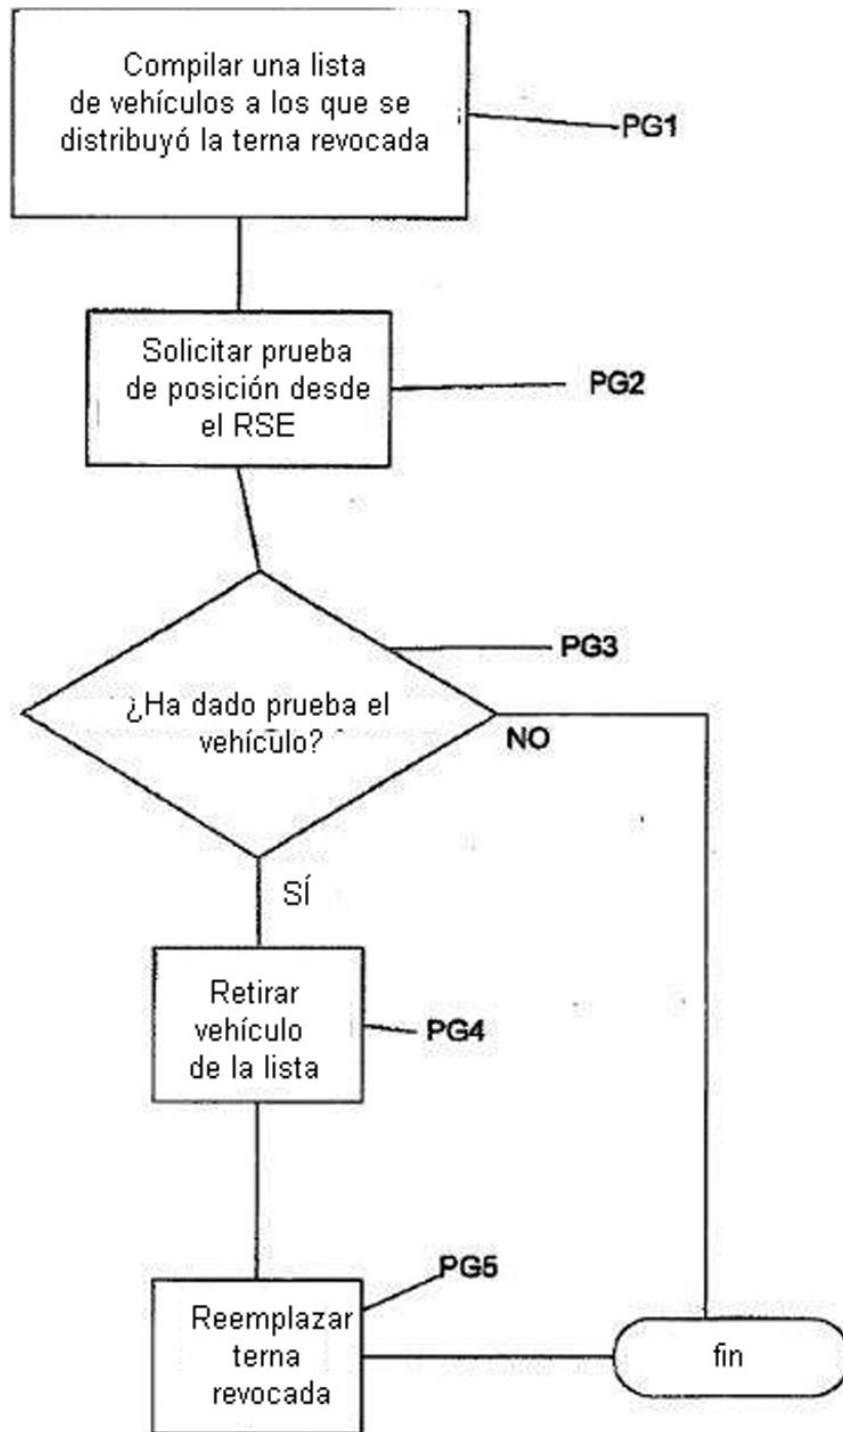 Compilar una lista
de vehículos a los que se
distribuyó la terna revocada
PG1
Solicitar prueba
de posición desde
el RSE
PG2
PG3
¿Ha dado prueba el
vehículo?
NO
SÍ
Retirar
vehículo
de la lista
PG4
PG5
Reemplazar
terna
revocada
fin